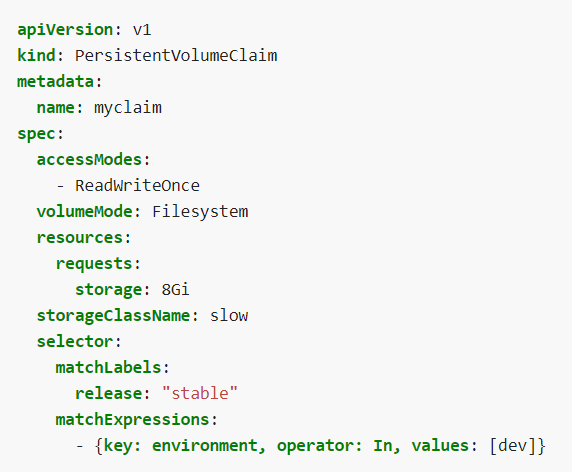 apiVersion: v1
kind: PersistentVolumeClaim
metadata:
  name: myclaim
spec:
  accessModes:
    - ReadWriteOnce
  volumeMode: Filesystem
  resources:
    requests:
      storage: 8Gi
  storageClassName: slow
  selector:
    matchLabels:
      release: "stable"
    matchExpressions:
      - {key: environment, operator: In, values: [dev]}